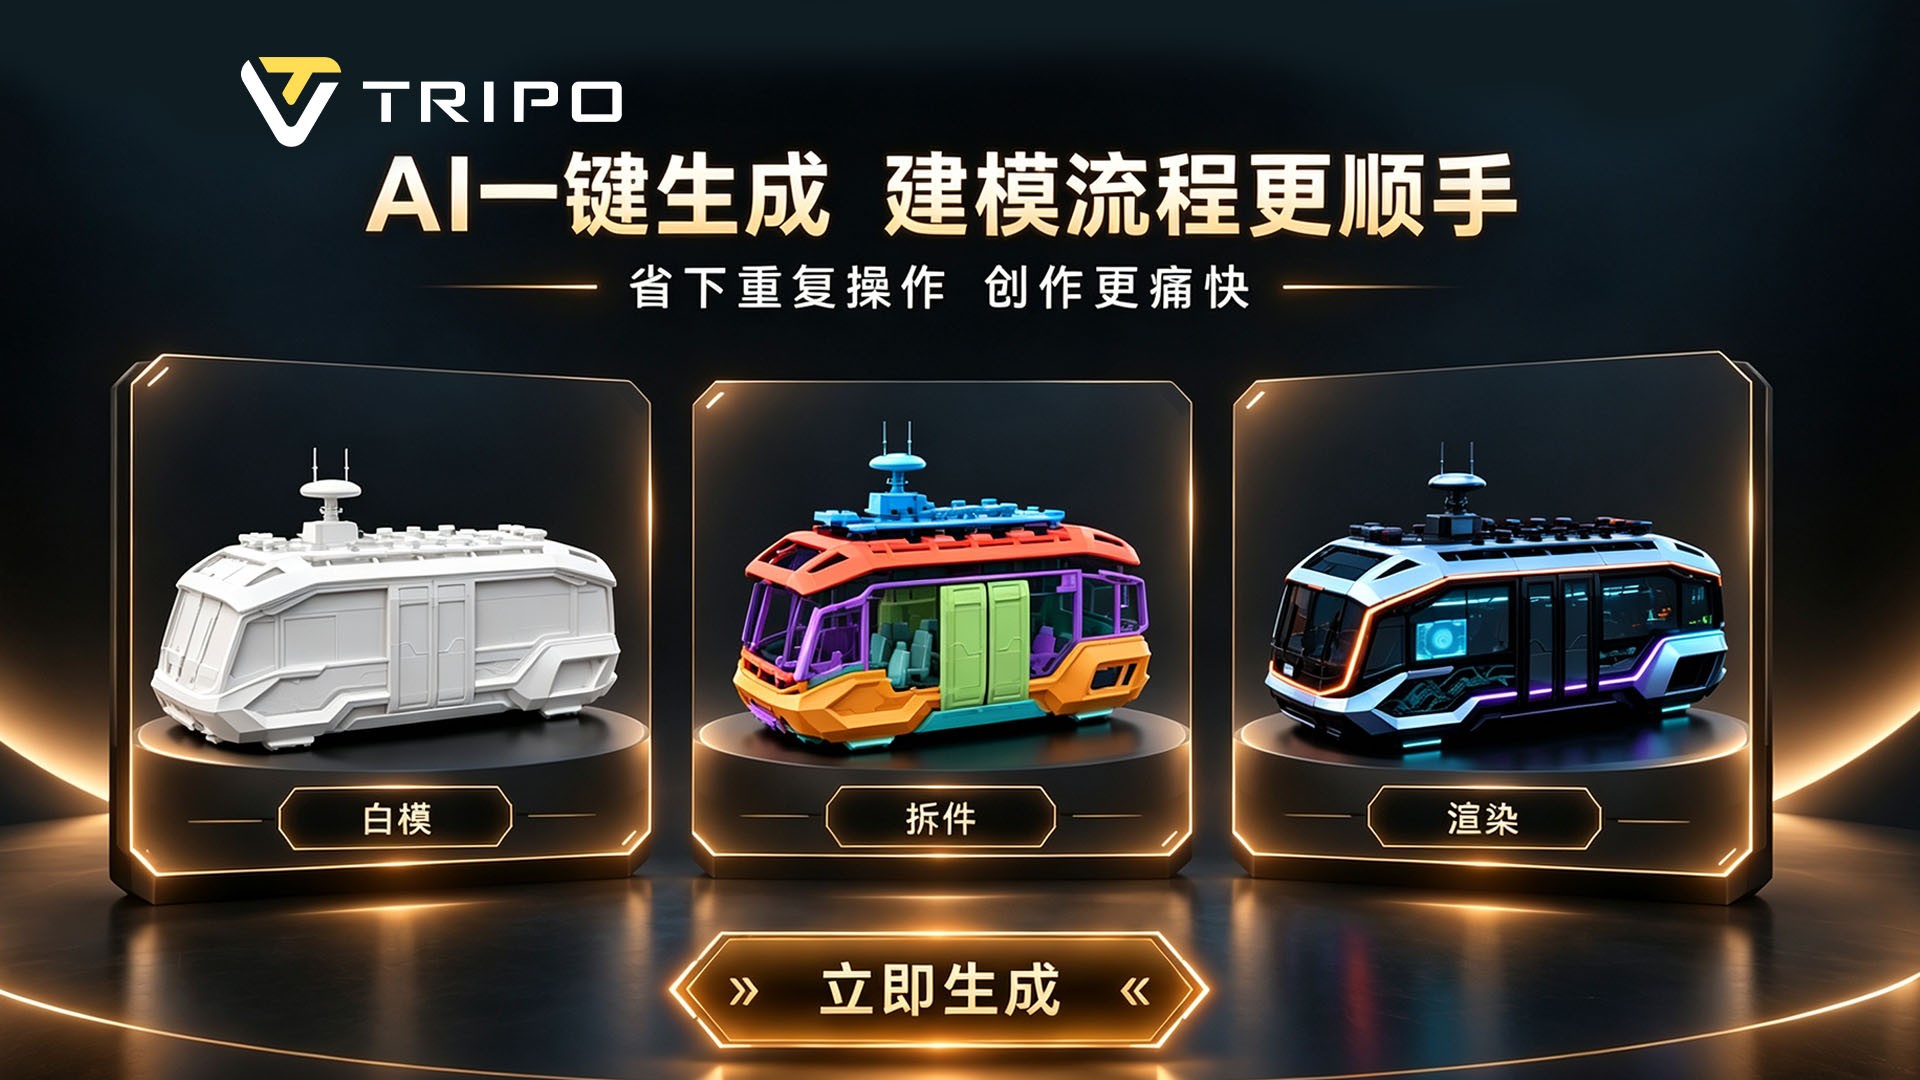 TRIPO
AI一键生成 建模流程更顺手
省下重复操作 创作更痛快
白模
拆件
渲染
» 立即生成 «